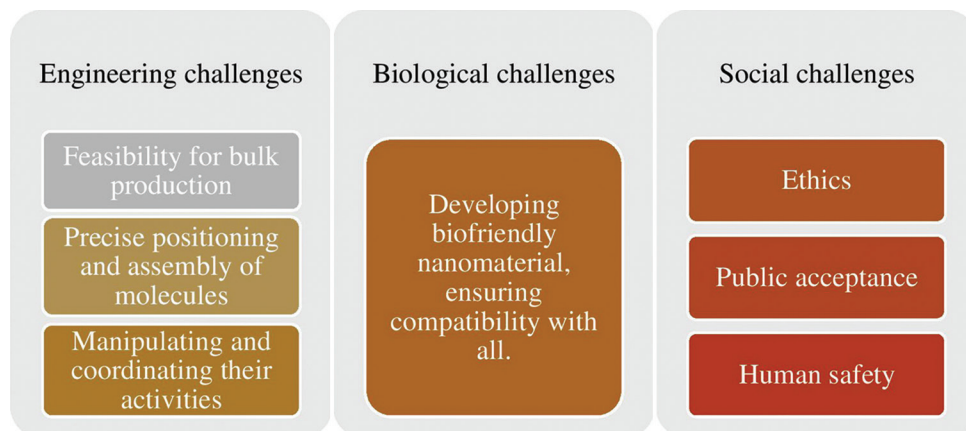 Engineering challenges
Feasibility for bulk
production
Precise positioning
and assembly of
molecules
Manipulating and
coordinating their
activities
Biological challenges
Developing
biofriendly
nanomaterial,
ensuring
compatibility with
all.
Social challenges
Ethics
Public acceptance
Human safety